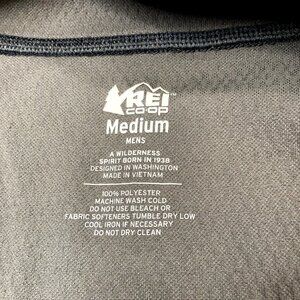 REI
CO·OP
Medium
MENS
A WILDERNESS
SPIRIT BORN IN 1938
DESIGNED IN WASHINGTON
MADE IN VIETNAM
100% POLYESTER
MACHINE WASH COLD
DO NOT USE BLEACH OR
FABRIC SOFTENERS TUMBLE DRY LOW
COOL IRON IF NECESSARY
DO NOT DRY CLEAN